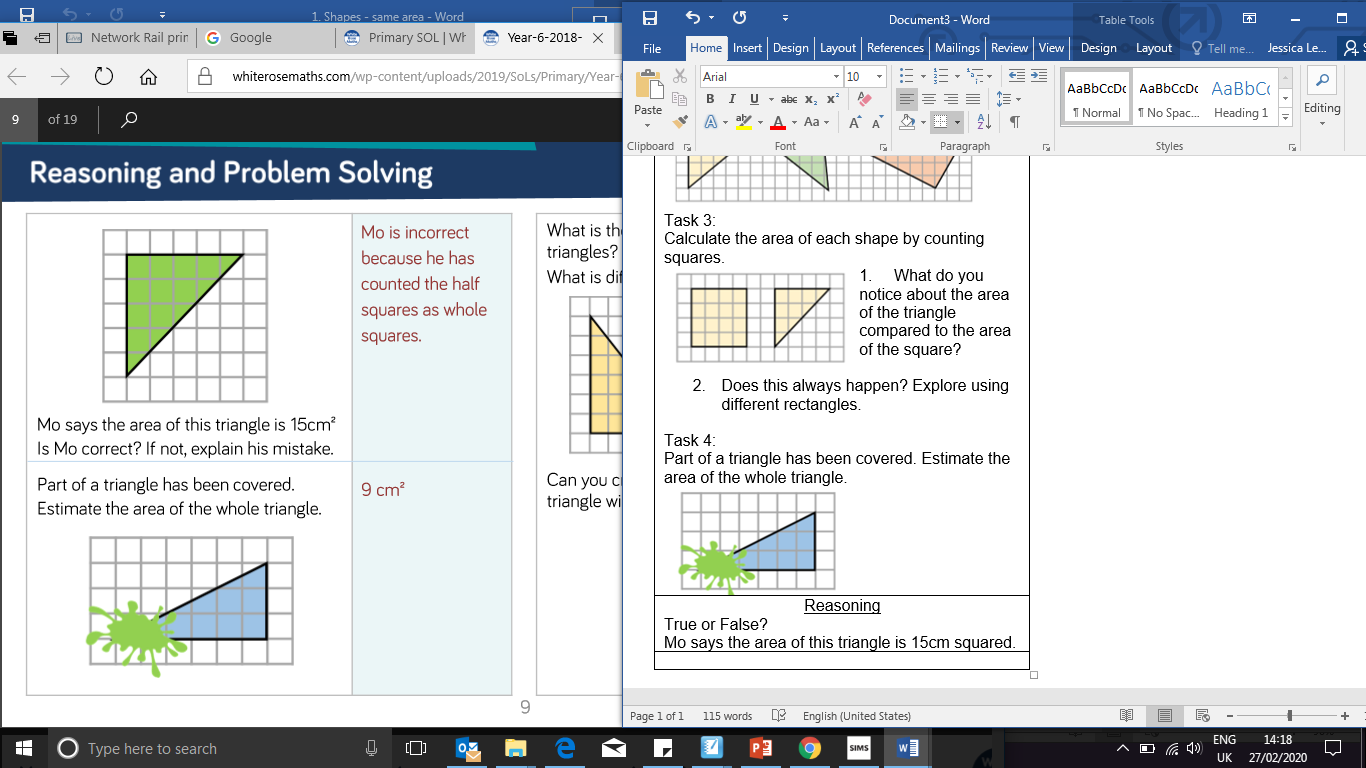 1. Shapes - same area - Word
Network Rail prin
Google
Primary SOL | Wh
Year-6-2018-
whiterosemaths.com/wp-content/uploads/2019/SoLs/Primary/Year-6
9 of 19
Reasoning and Problem Solving
Mo says the area of this triangle is 15cm²
Is Mo correct? If not, explain his mistake.
Mo is incorrect
because he has
counted the half
squares as whole
squares.
Part of a triangle has been covered.
Estimate the area of the whole triangle.
9 cm²
What is th
triangles?
What is dif
Can you c
triangle wi
9
Document3 - Word
Table Tools
File Home Insert Design Layout References Mailings Review View Design Layout Tell me... Jessica Le... S
Paste
Clipboard
Arial 10
B I U abc x₂ x²
A aby A Aa A A
Font
Paragraph
AaBbCcDc AaBbCcDc AaBbCc
¶ Normal ¶ No Spac... Heading 1
Styles
Editing
Task 3:
Calculate the area of each shape by counting
squares.
1. What do you
notice about the area
of the triangle
compared to the area
of the square?
2. Does this always happen? Explore using
different rectangles.
Task 4:
Part of a triangle has been covered. Estimate the
area of the whole triangle.
Reasoning
True or False?
Mo says the area of this triangle is 15cm squared.
Page 1 of 1 115 words English (United States)
Type here to search
SIMS
ENG
UK
14:18
27/02/2020